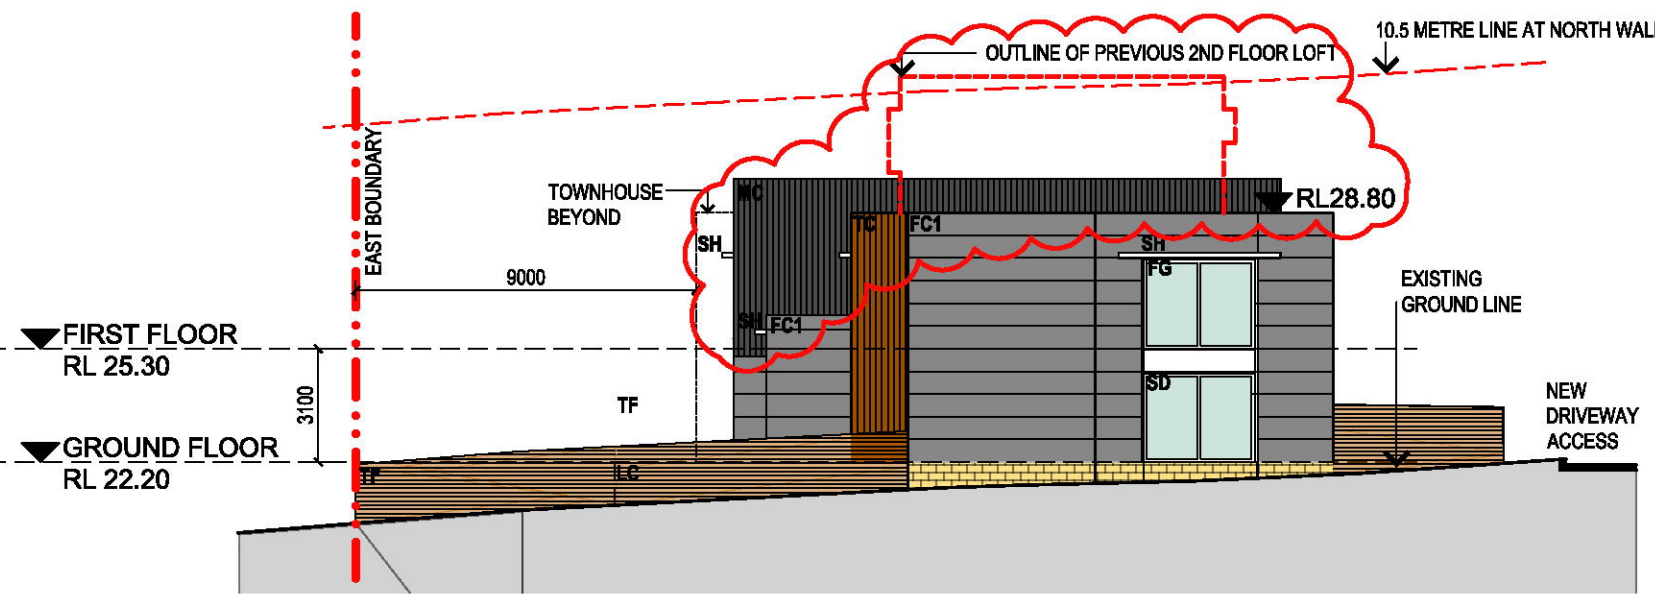 10.5 METRE LINE AT NORTH WALL
OUTLINE OF PREVIOUS 2ND FLOOR LOFT
EAST BOUNDARY
TOWNHOUSE
BEYOND
MC
RL28.80
TC
FC1
SH
SH
FG
9000
EXISTING
GROUND LINE
SH
FC1
FIRST FLOOR
RL 25.30
3100
TF
SD
NEW
DRIVEWAY
ACCESS
GROUND FLOOR
RL 22.20
TF
LC